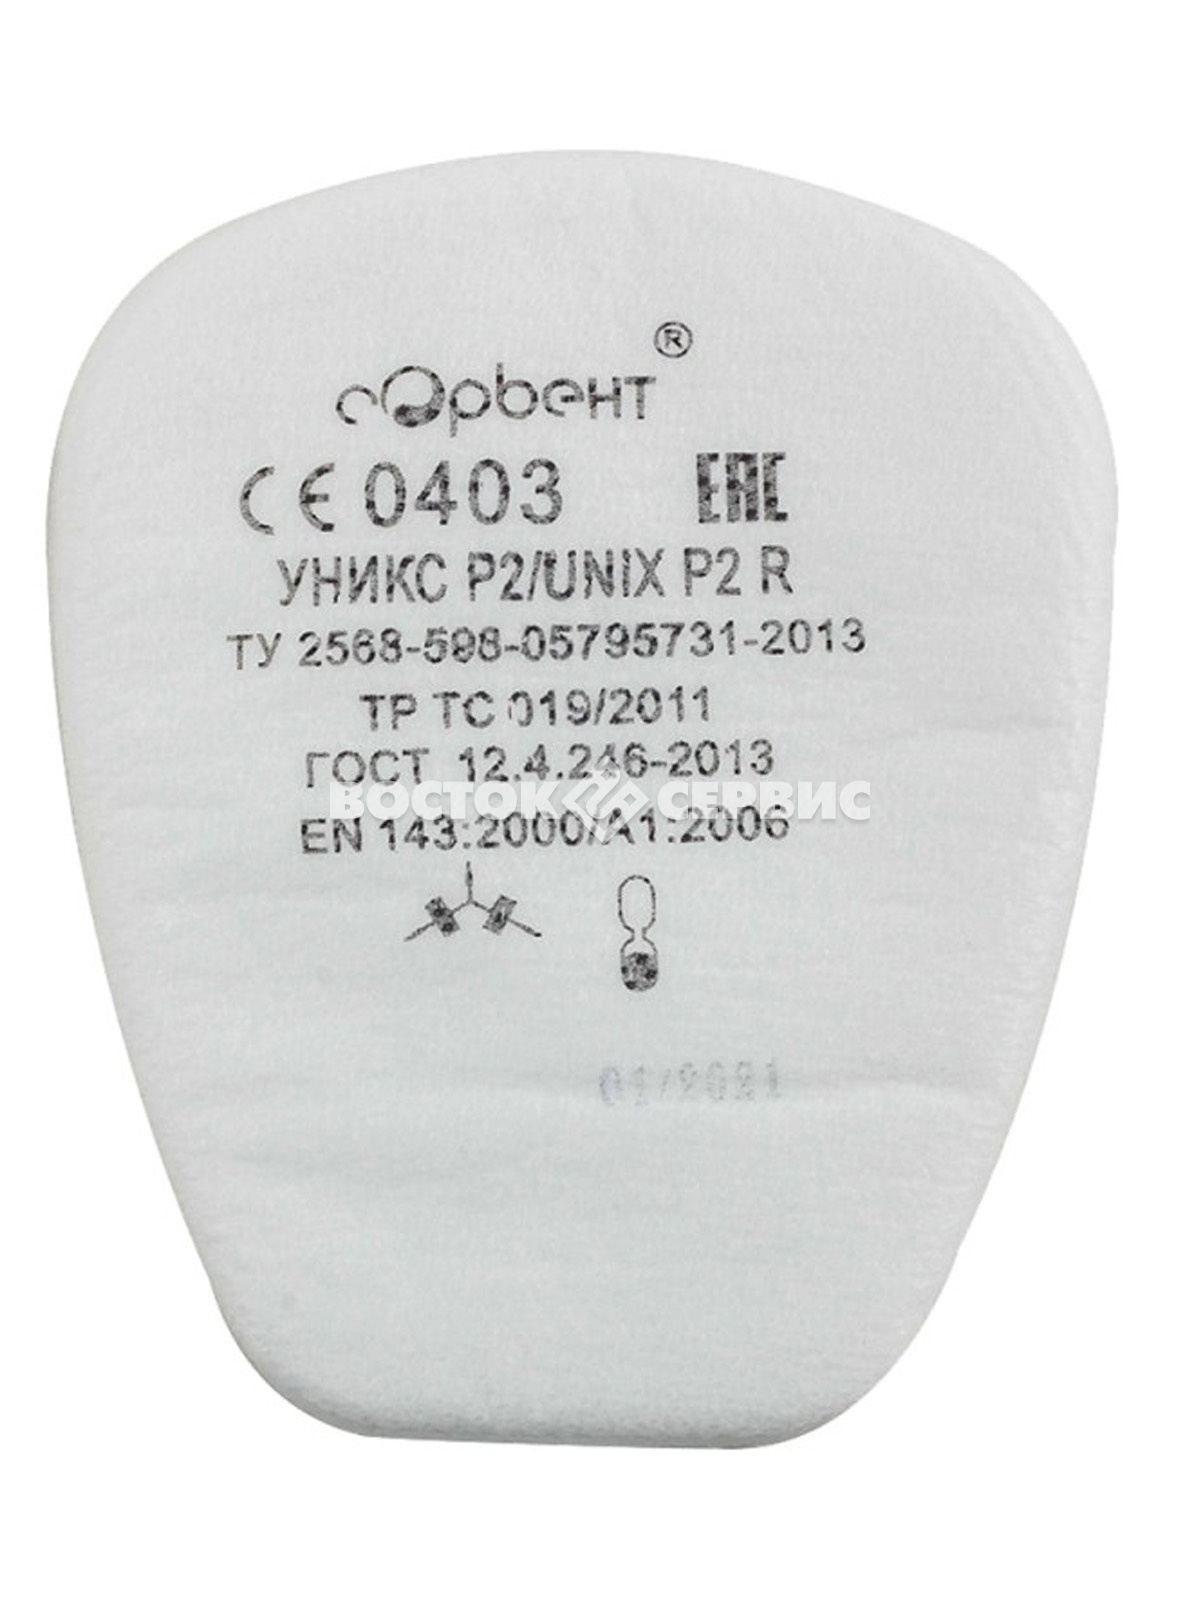 сОрбент ®
CE 0403 EAC
УНИКС P2/UNIX P2 R
ТУ 2568-598-05795731-2013
ТР ТС 019/2011
ГОСТ 12.4.246-2013
ВОСТОК СЕРВИС
EN 143:2000/A1:2006
01/2021